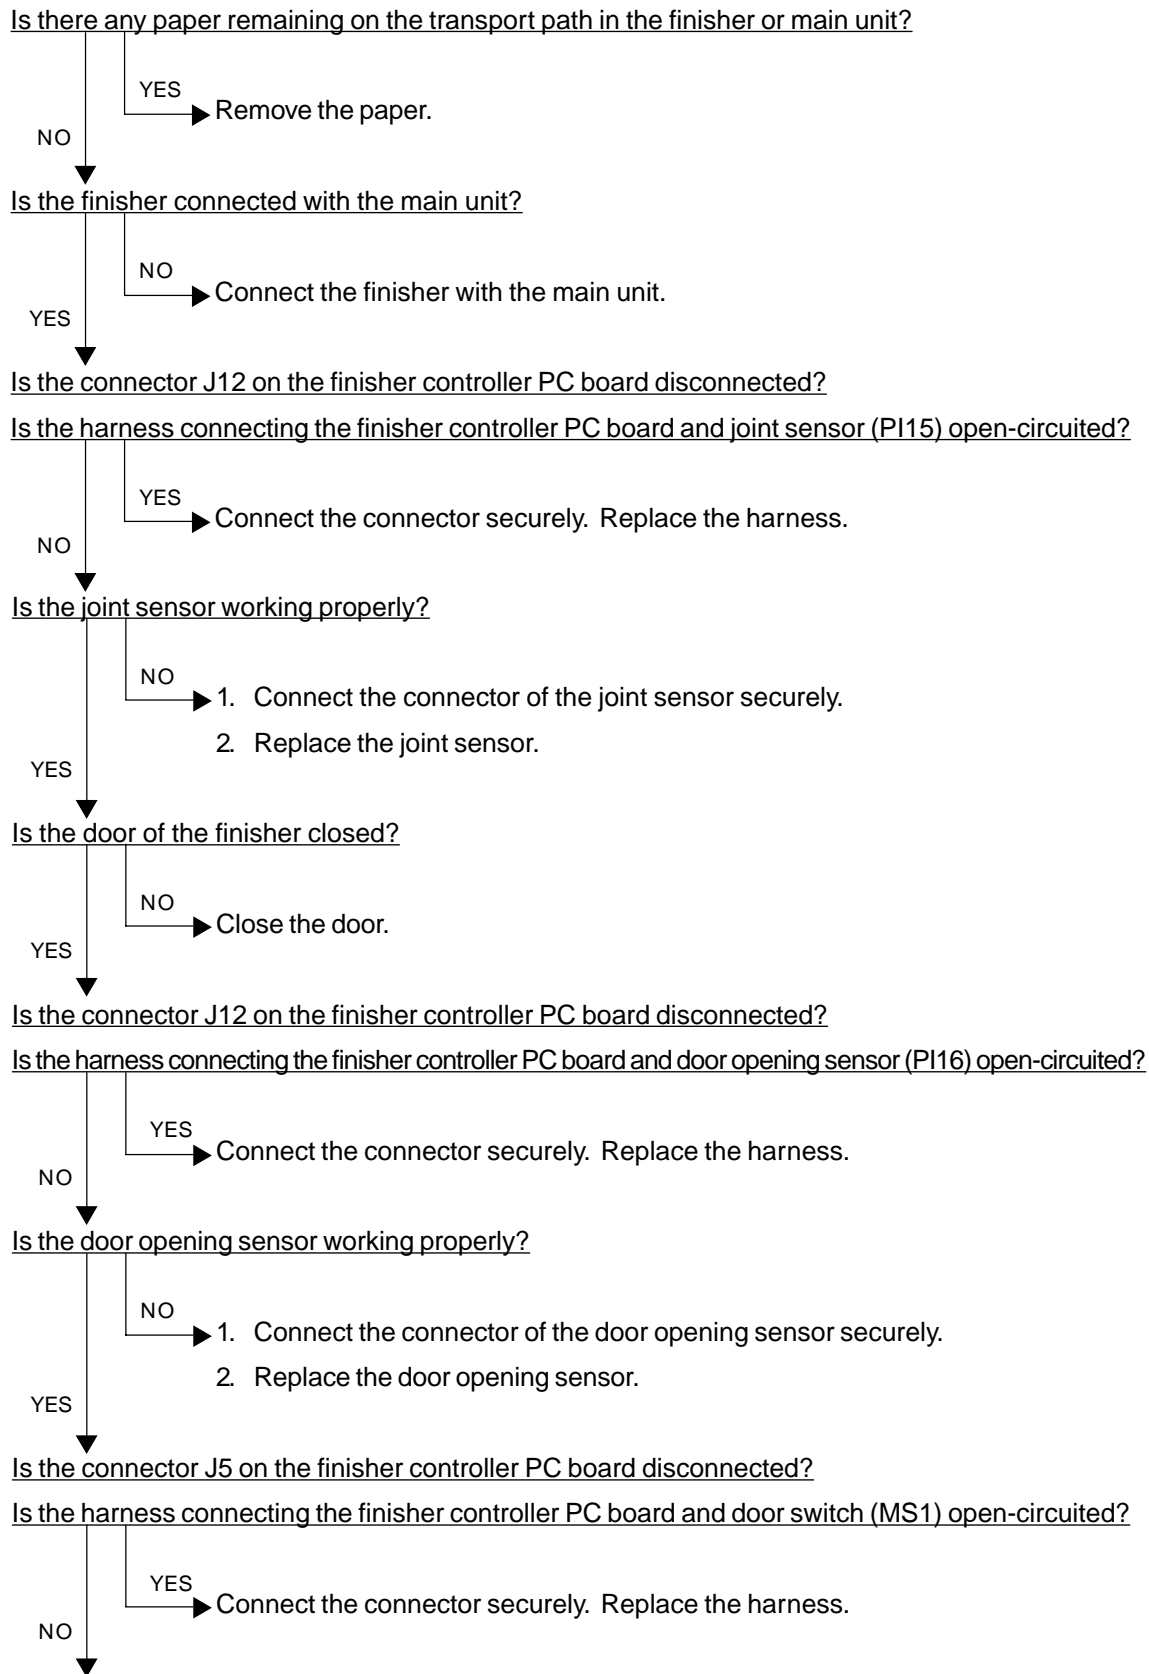 Is there any paper remaining on the transport path in the finisher or main unit?
YES
Remove the paper.
NO
Is the finisher connected with the main unit?
NO
Connect the finisher with the main unit.
YES
Is the connector J12 on the finisher controller PC board disconnected?
Is the harness connecting the finisher controller PC board and joint sensor (PI15) open-circuited?
YES
Connect the connector securely. Replace the harness.
NO
Is the joint sensor working properly?
NO
1. Connect the connector of the joint sensor securely.
2. Replace the joint sensor.
YES
Is the door of the finisher closed?
NO
Close the door.
YES
Is the connector J12 on the finisher controller PC board disconnected?
Is the harness connecting the finisher controller PC board and door opening sensor (PI16) open-circuited?
YES
Connect the connector securely. Replace the harness.
NO
Is the door opening sensor working properly?
NO
1. Connect the connector of the door opening sensor securely.
2. Replace the door opening sensor.
YES
Is the connector J5 on the finisher controller PC board disconnected?
Is the harness connecting the finisher controller PC board and door switch (MS1) open-circuited?
YES
Connect the connector securely. Replace the harness.
NO